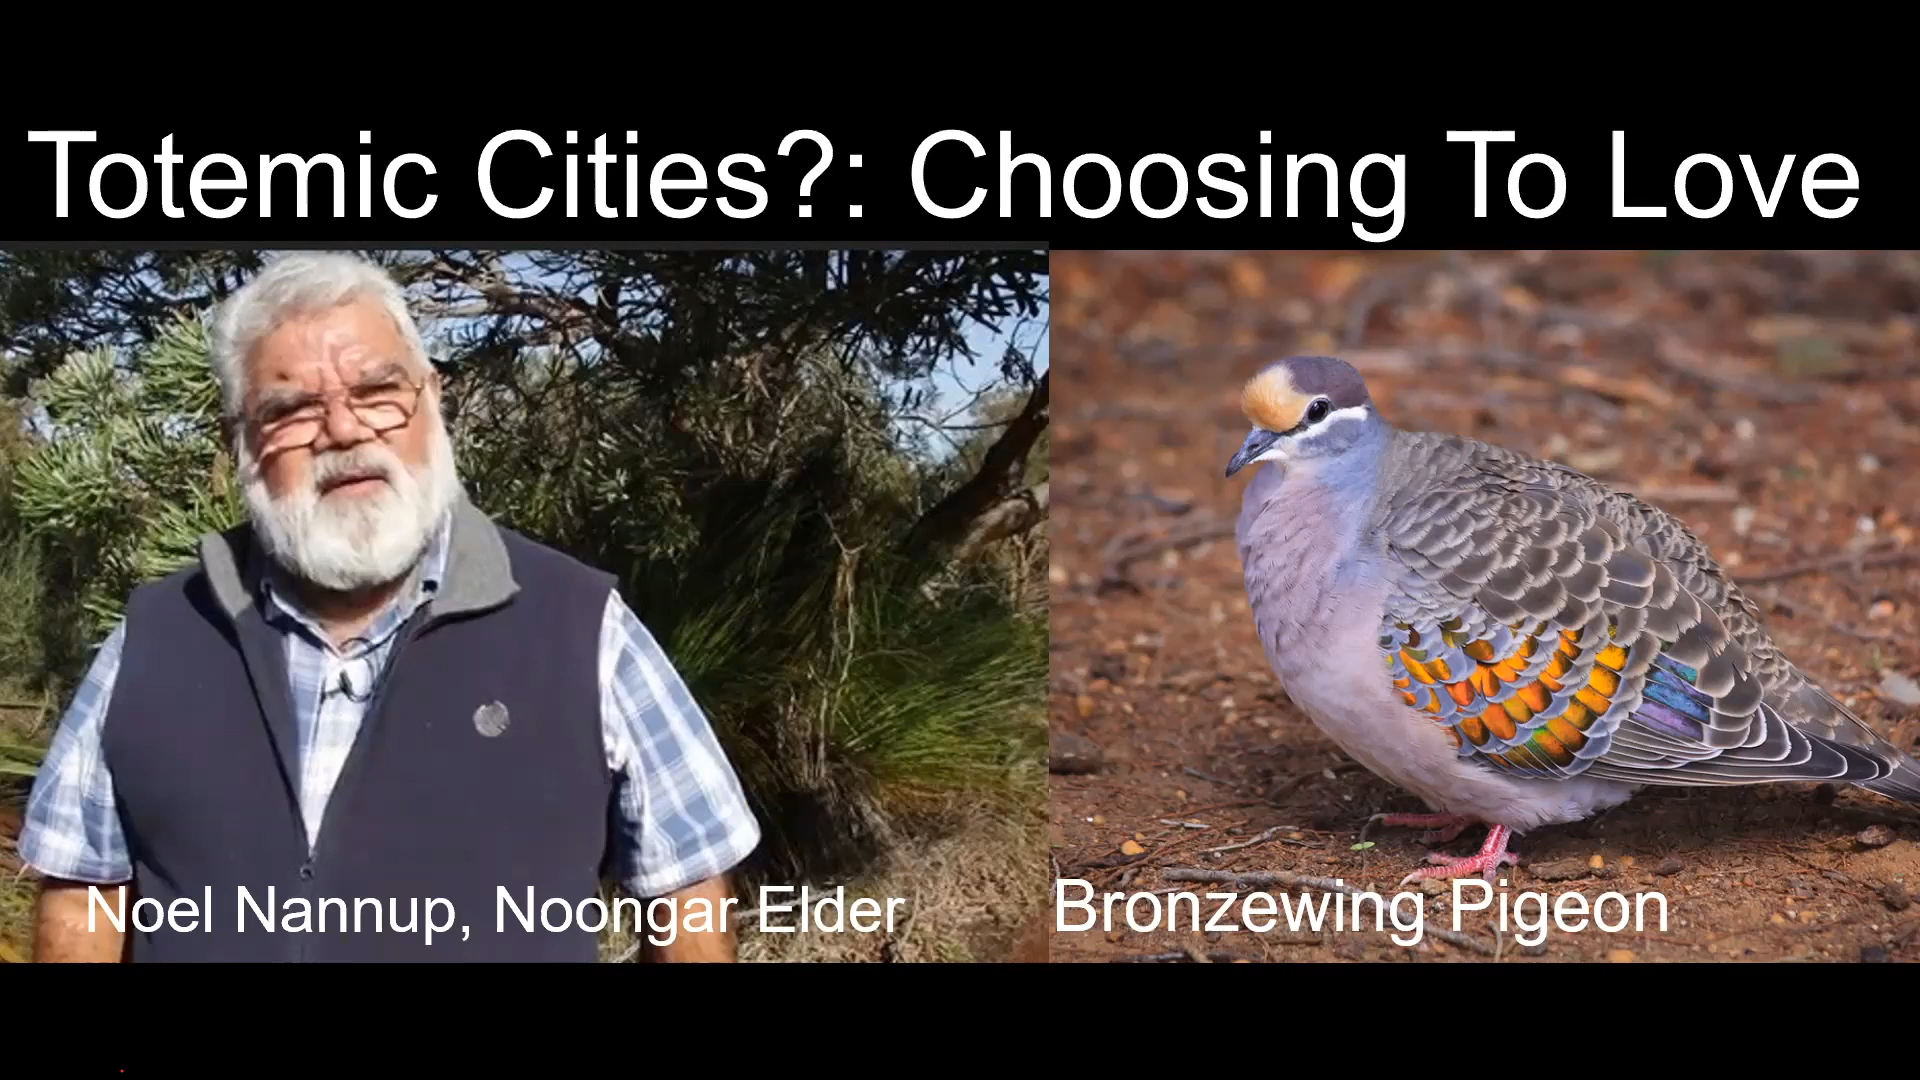 Totemic Cities?: Choosing To Love
Noel Nannup, Noongar Elder
Bronzewing Pigeon